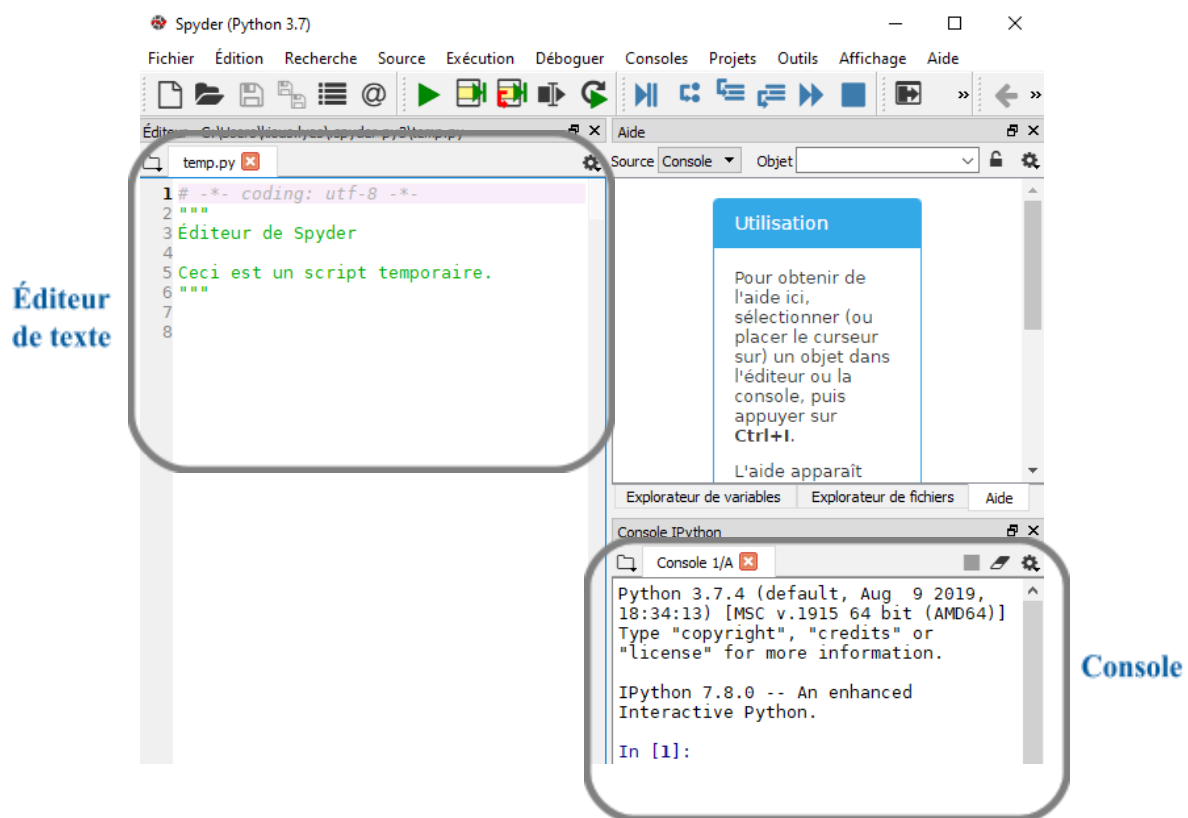 Spyder (Python 3.7)
Fichier Édition Recherche Source Exécution Déboguer Consoles Projets Outils Affichage Aide
temp.py
1 # -*- coding: utf-8 -*-
2 """
3 Éditeur de Spyder
4
5 Ceci est un script temporaire.
6 """
7
8
Éditeur
de texte
Aide
Source Console Objet
Utilisation
Pour obtenir de
l'aide ici,
sélectionner (ou
placer le curseur
sur) un objet dans
l'éditeur ou la
console, puis
appuyer sur
Ctrl+I.
L'aide apparaît
Explorateur de variables Explorateur de fichiers Aide
Console IPython
Console 1/A
Python 3.7.4 (default, Aug 9 2019,
18:34:13) [MSC v.1915 64 bit (AMD64)]
Type "copyright", "credits" or
"license" for more information.
IPython 7.8.0 -- An enhanced
Interactive Python.
In [1]:
Console